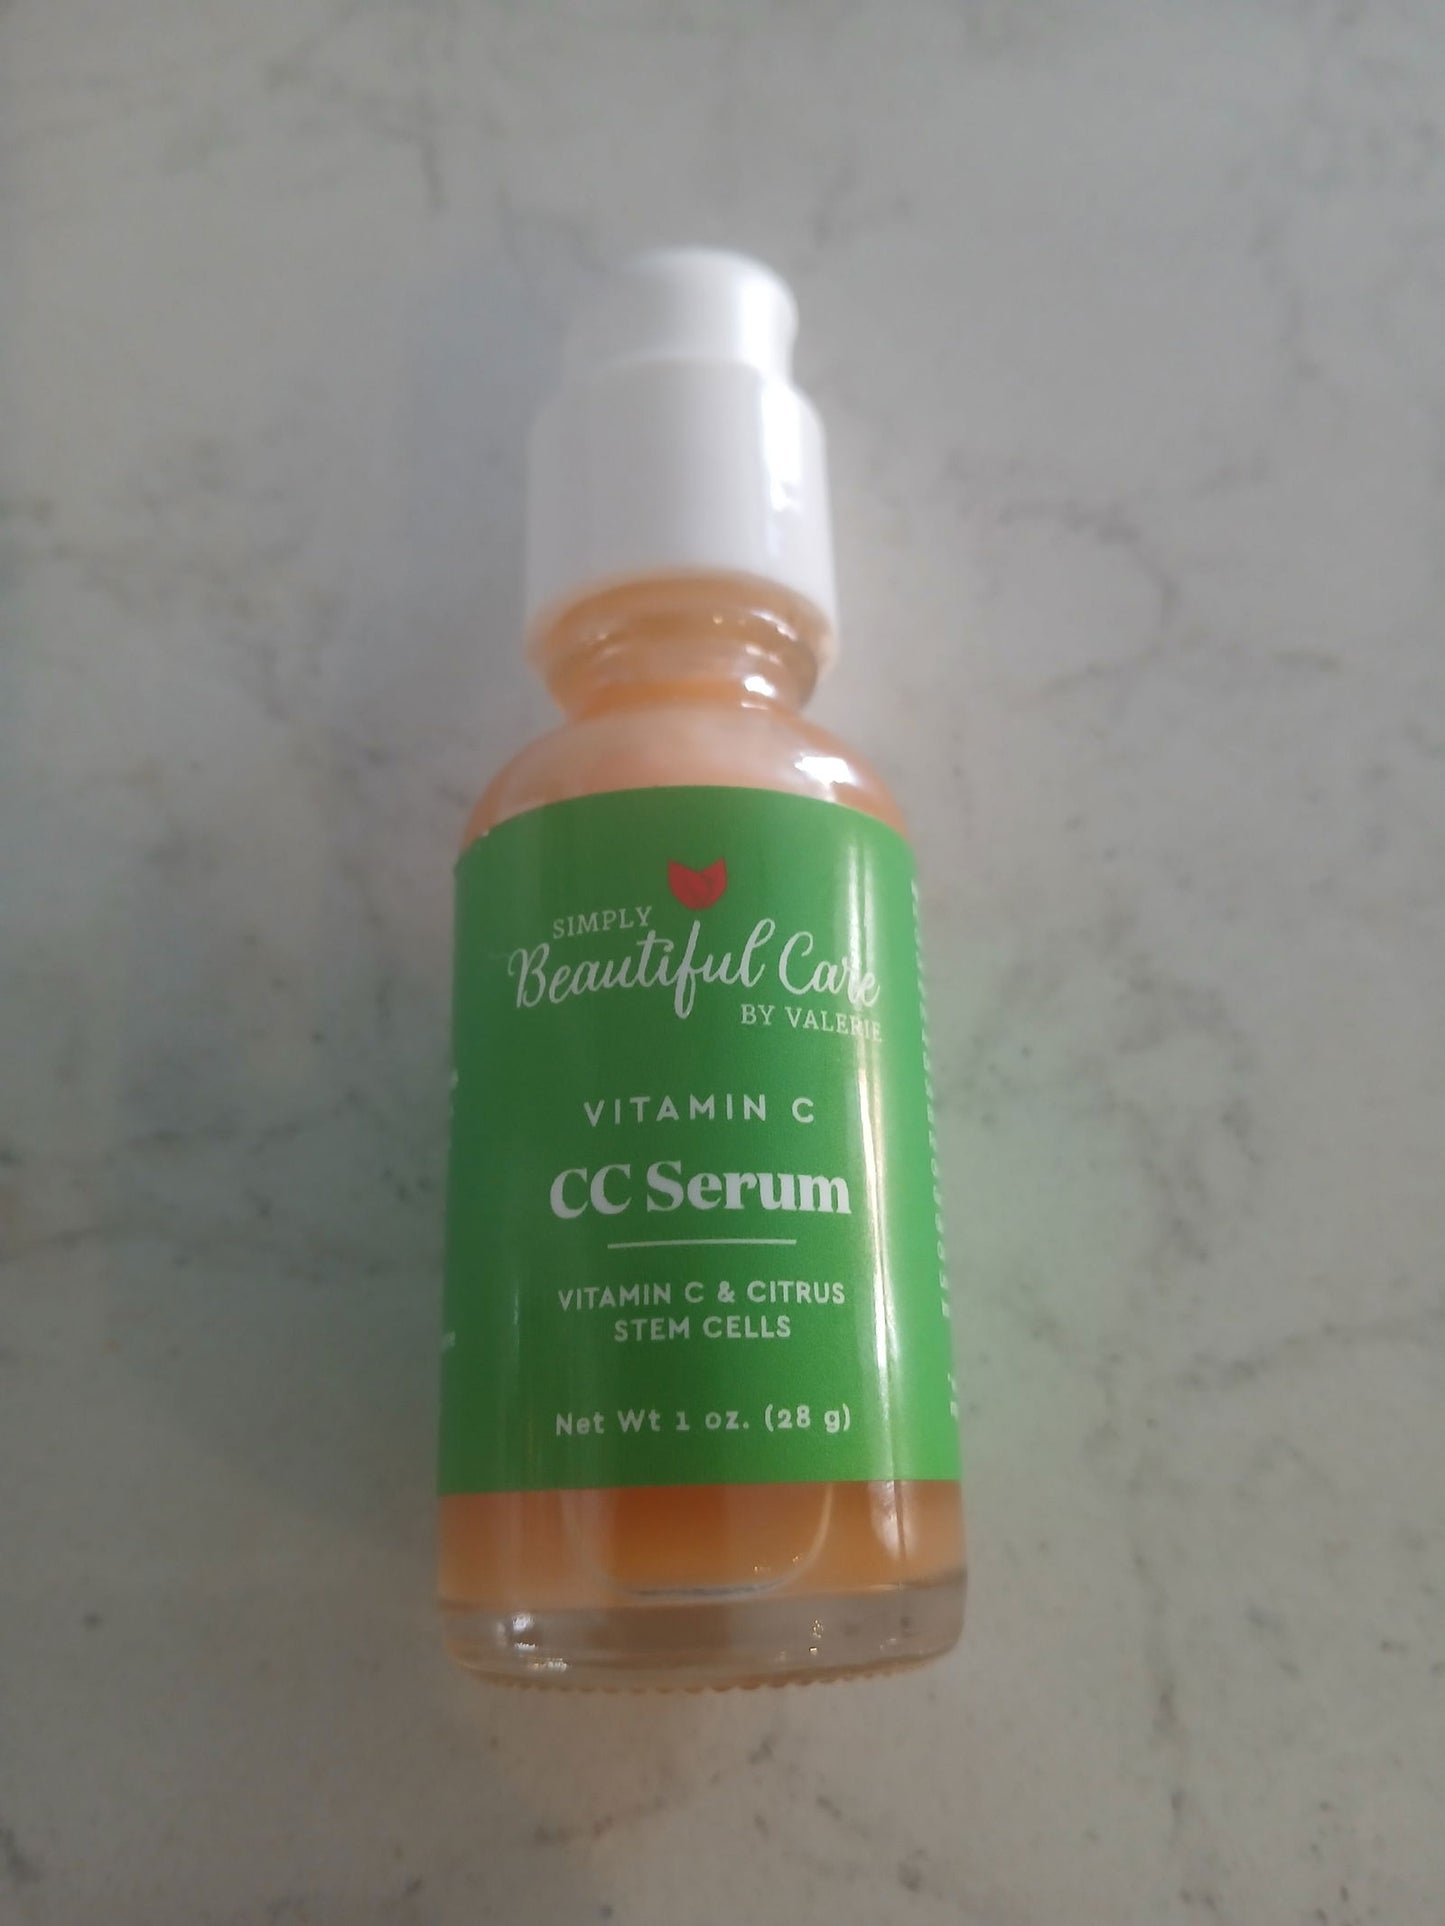 SIMPLY
Beautiful Care
BY VALERIE
VITAMIN C
CC Serum
VITAMIN C & CITRUS
STEM CELLS
Net Wt 1 oz. (28 g)